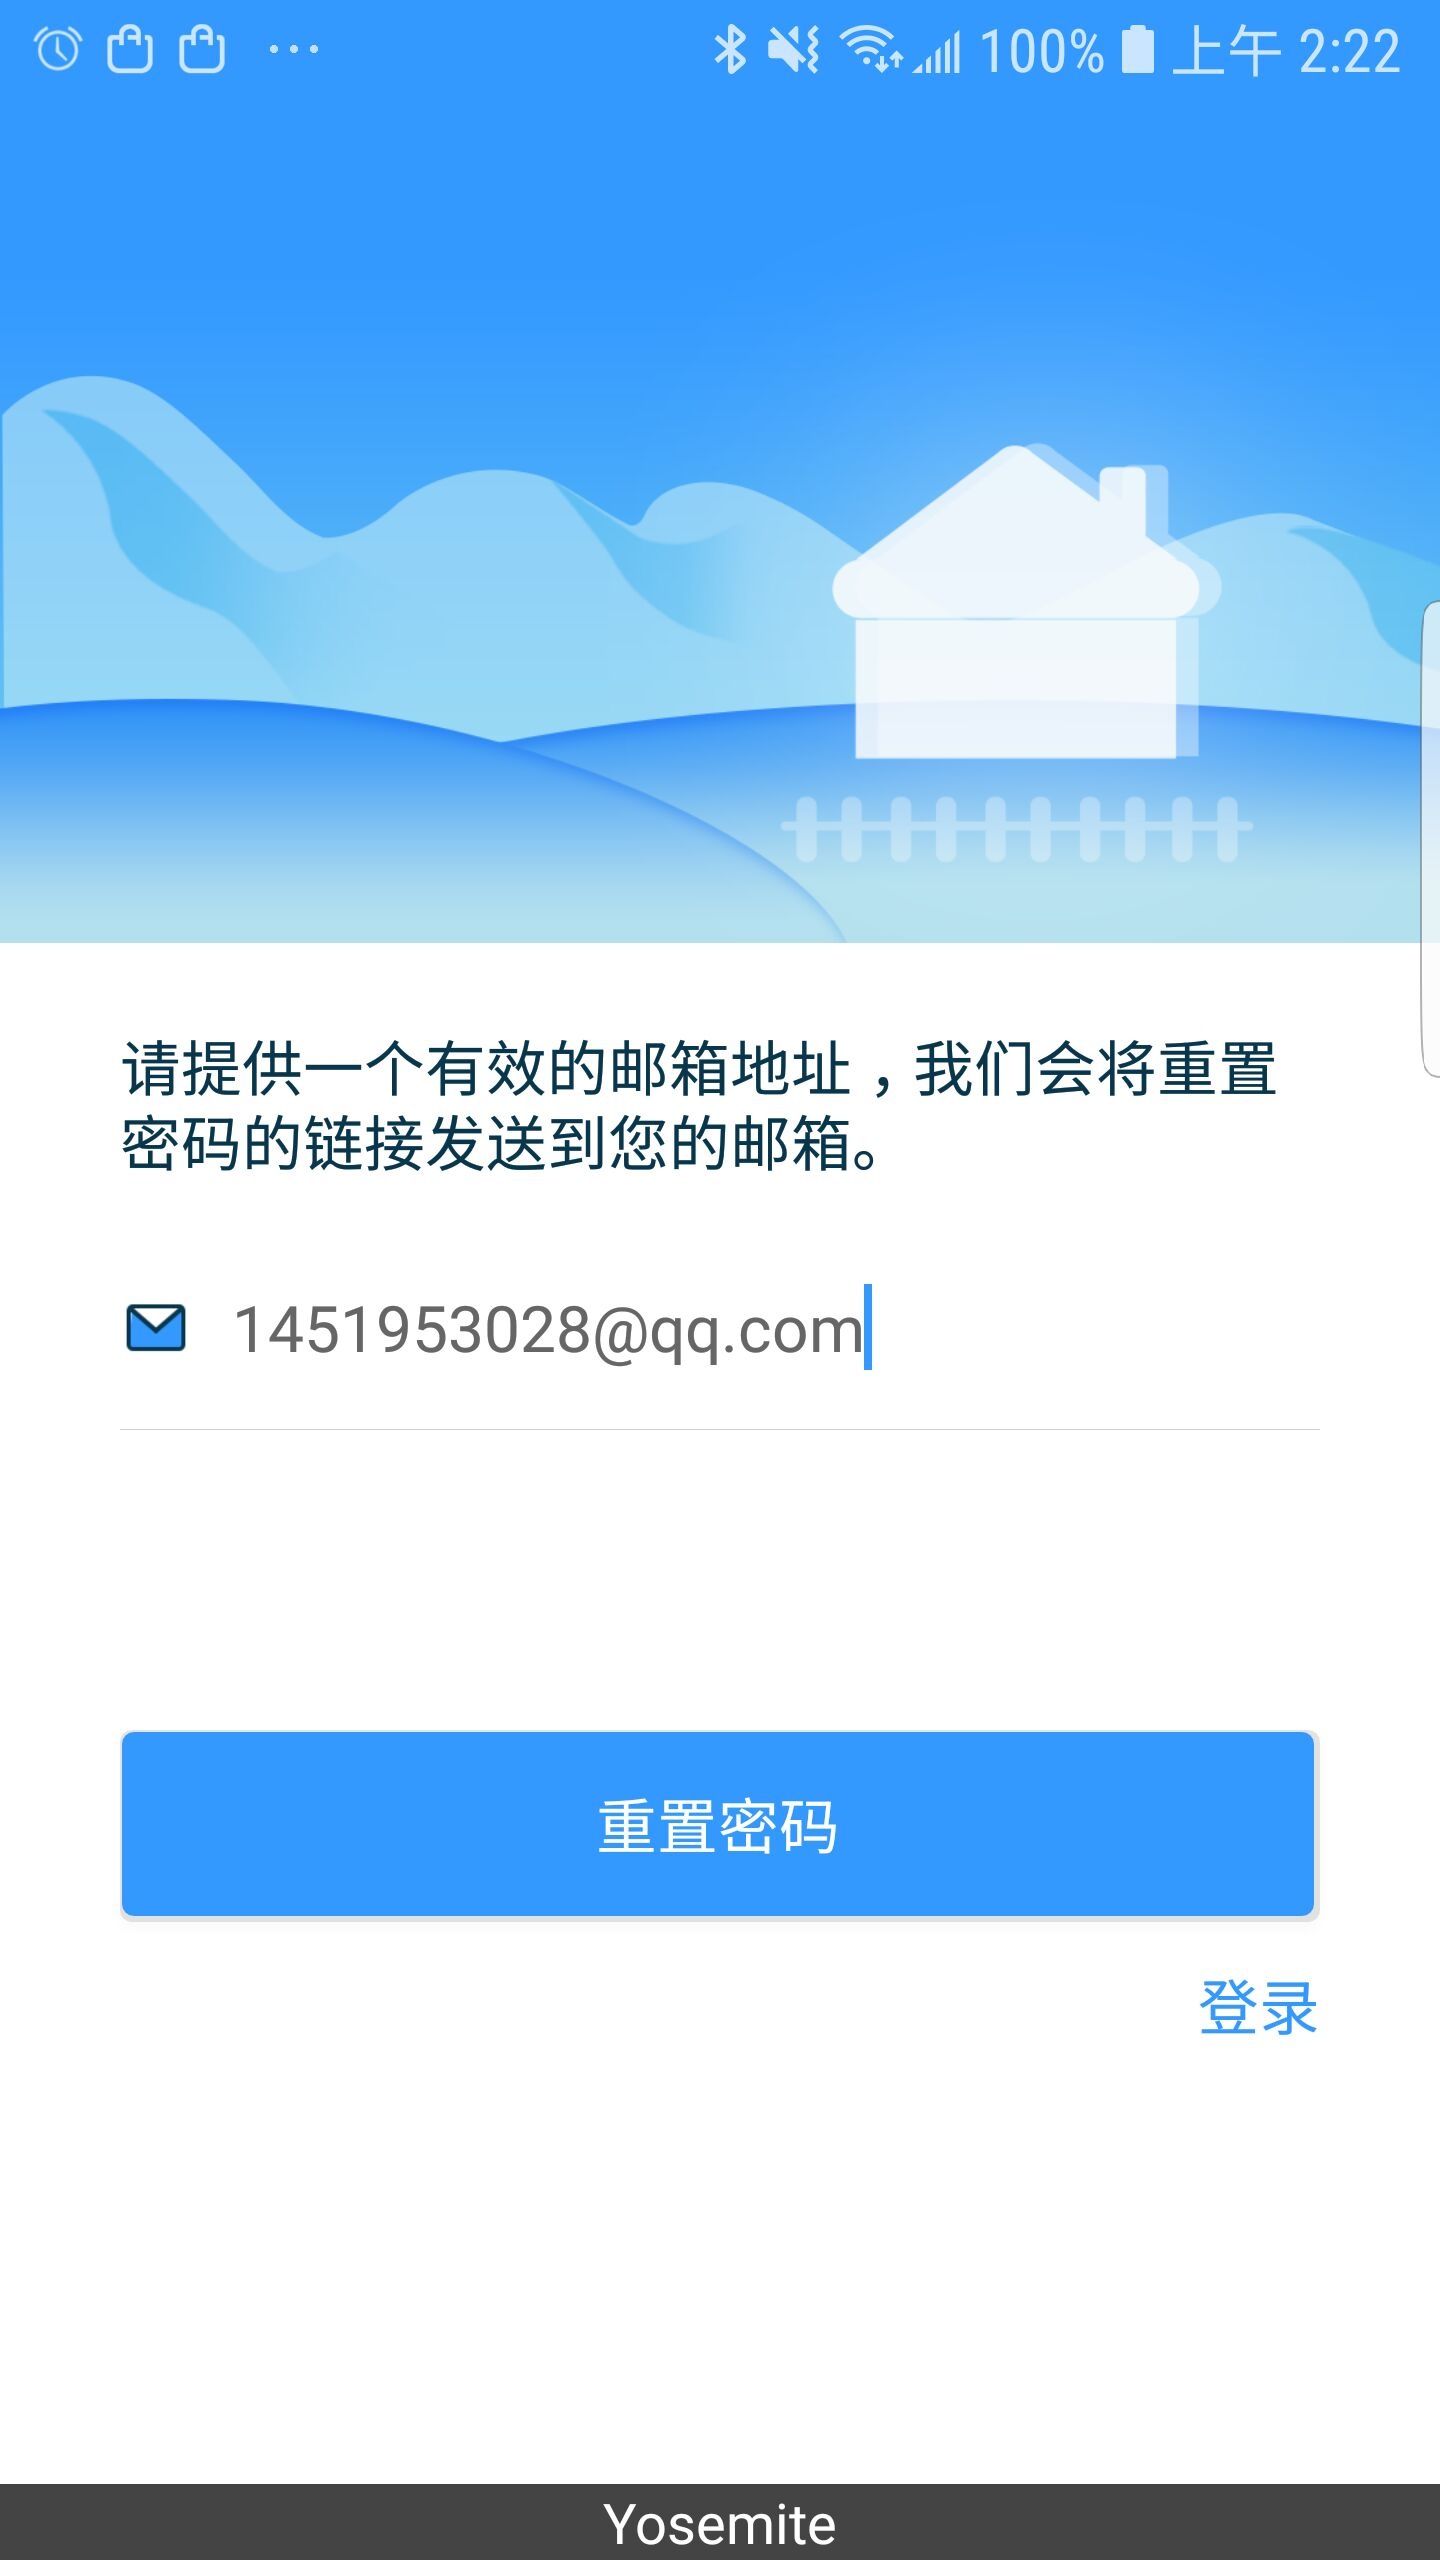 100% 上午 2:22
请提供一个有效的邮箱地址，我们会将重置
密码的链接发送到您的邮箱。
1451953028@qq.com
重置密码
登录
Yosemite